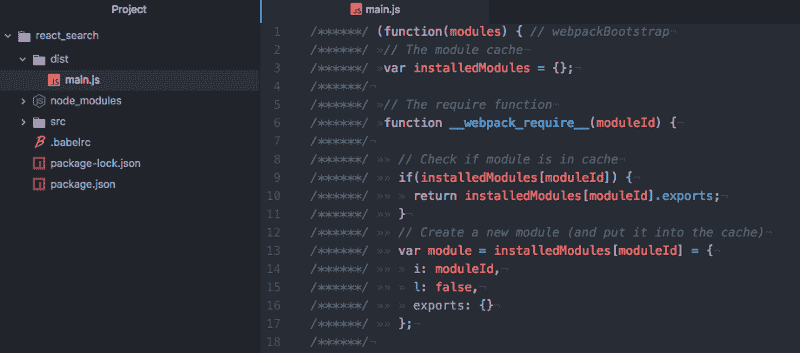 Project
react_search
dist
main.js
node_modules
src
.babelrc
package-lock.json
package.json
main.js
1 /******/ (function(modules) { // webpackBootstrap¬
2 /******/ »// The module cache¬
3 /******/ »var installedModules = {};¬
4 /******/¬
5 /******/ »// The require function¬
6 /******/ »function __webpack_require__(moduleId) {¬
7 /******/¬
8 /******/ »» // Check if module is in cache¬
9 /******/ »» if(installedModules[moduleId]) {¬
10 /******/ »» » return installedModules[moduleId].exports;¬
11 /******/ »» }¬
12 /******/ »» // Create a new module (and put it into the cache)¬
13 /******/ »» var module = installedModules[moduleId] = {¬
14 /******/ »» » i: moduleId,¬
15 /******/ »» » l: false,¬
16 /******/ »» » exports: {}¬
17 /******/ »» };¬
18 /******/¬